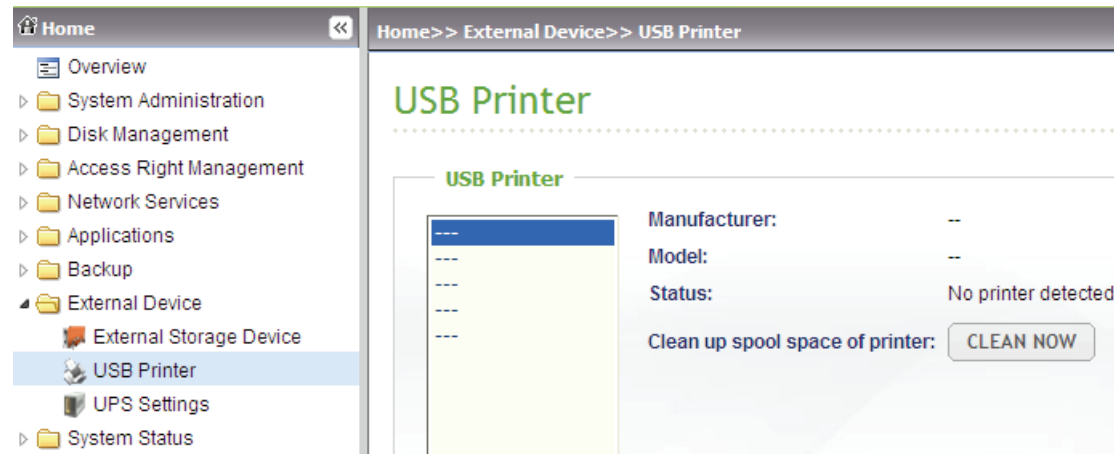 Home
Overview
System Administration
Disk Management
Access Right Management
Network Services
Applications
Backup
External Device
External Storage Device
USB Printer
UPS Settings
System Status
Home>> External Device>> USB Printer
USB Printer
USB Printer
---
---
---
---
---
Manufacturer: --
Model: --
Status: No printer detected
Clean up spool space of printer: CLEAN NOW